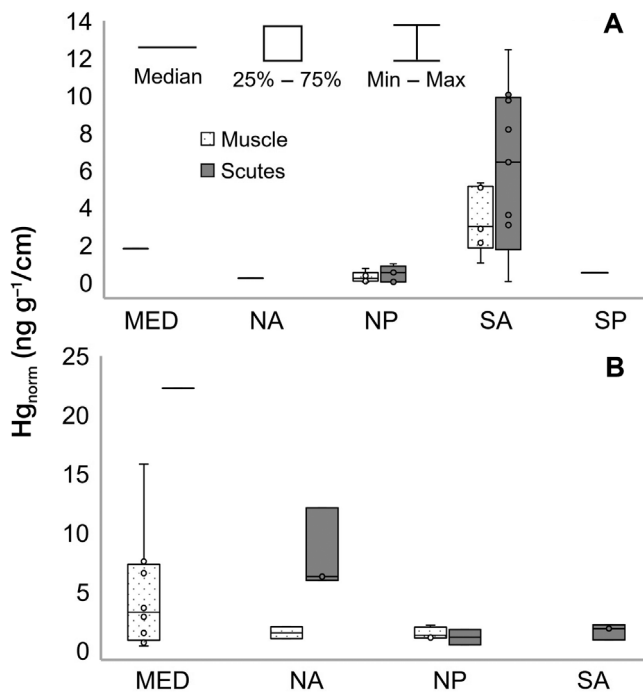 14
12
10
8
6
4
2
0
A
Median
25% – 75%
Min – Max
Muscle
Scutes
MED NA NP SA SP
Hgnorm (ng g⁻¹/cm)
25
20
15
10
5
0
B
MED NA NP SA